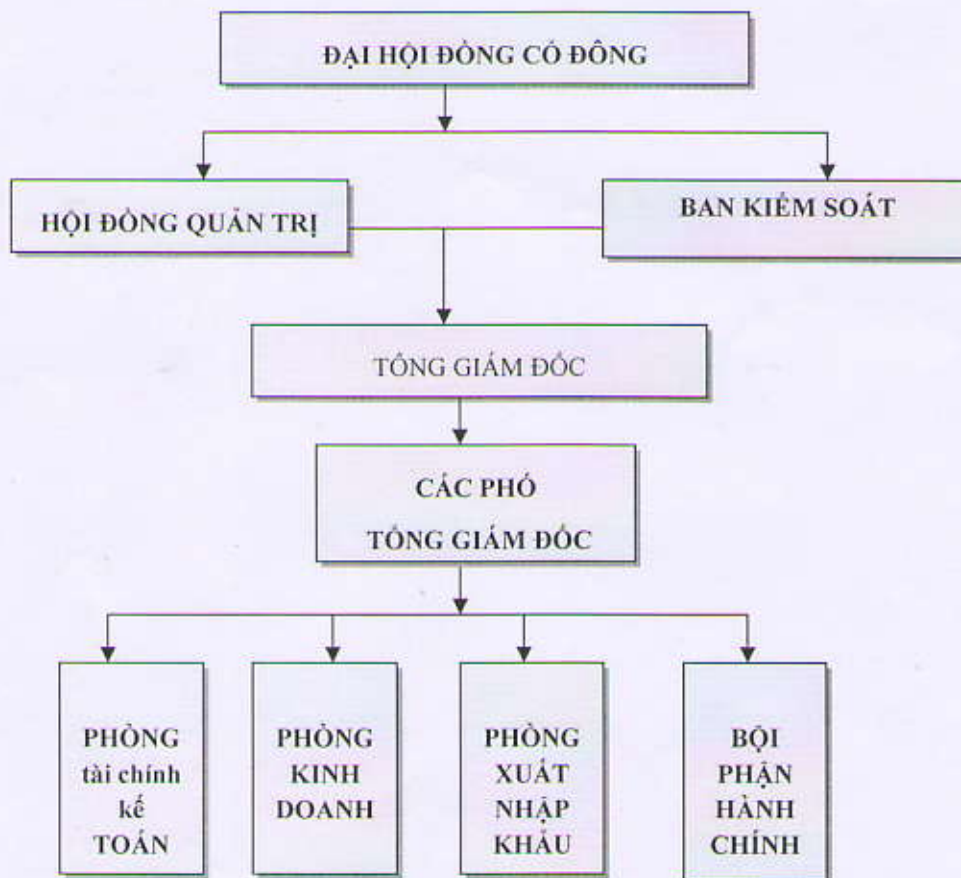 ĐẠI HỘI ĐỒNG CỔ ĐÔNG
HỘI ĐỒNG QUẢN TRỊ
BAN KIỂM SOÁT
TỔNG GIÁM ĐỐC
CÁC PHÓ
TỔNG GIÁM ĐỐC
PHÒNG
tài chính
kế
TOÁN
PHÒNG
KINH
DOANH
PHÒNG
XUẤT
NHẬP
KHẨU
BỘI
PHẬN
HÀNH
CHÍNH